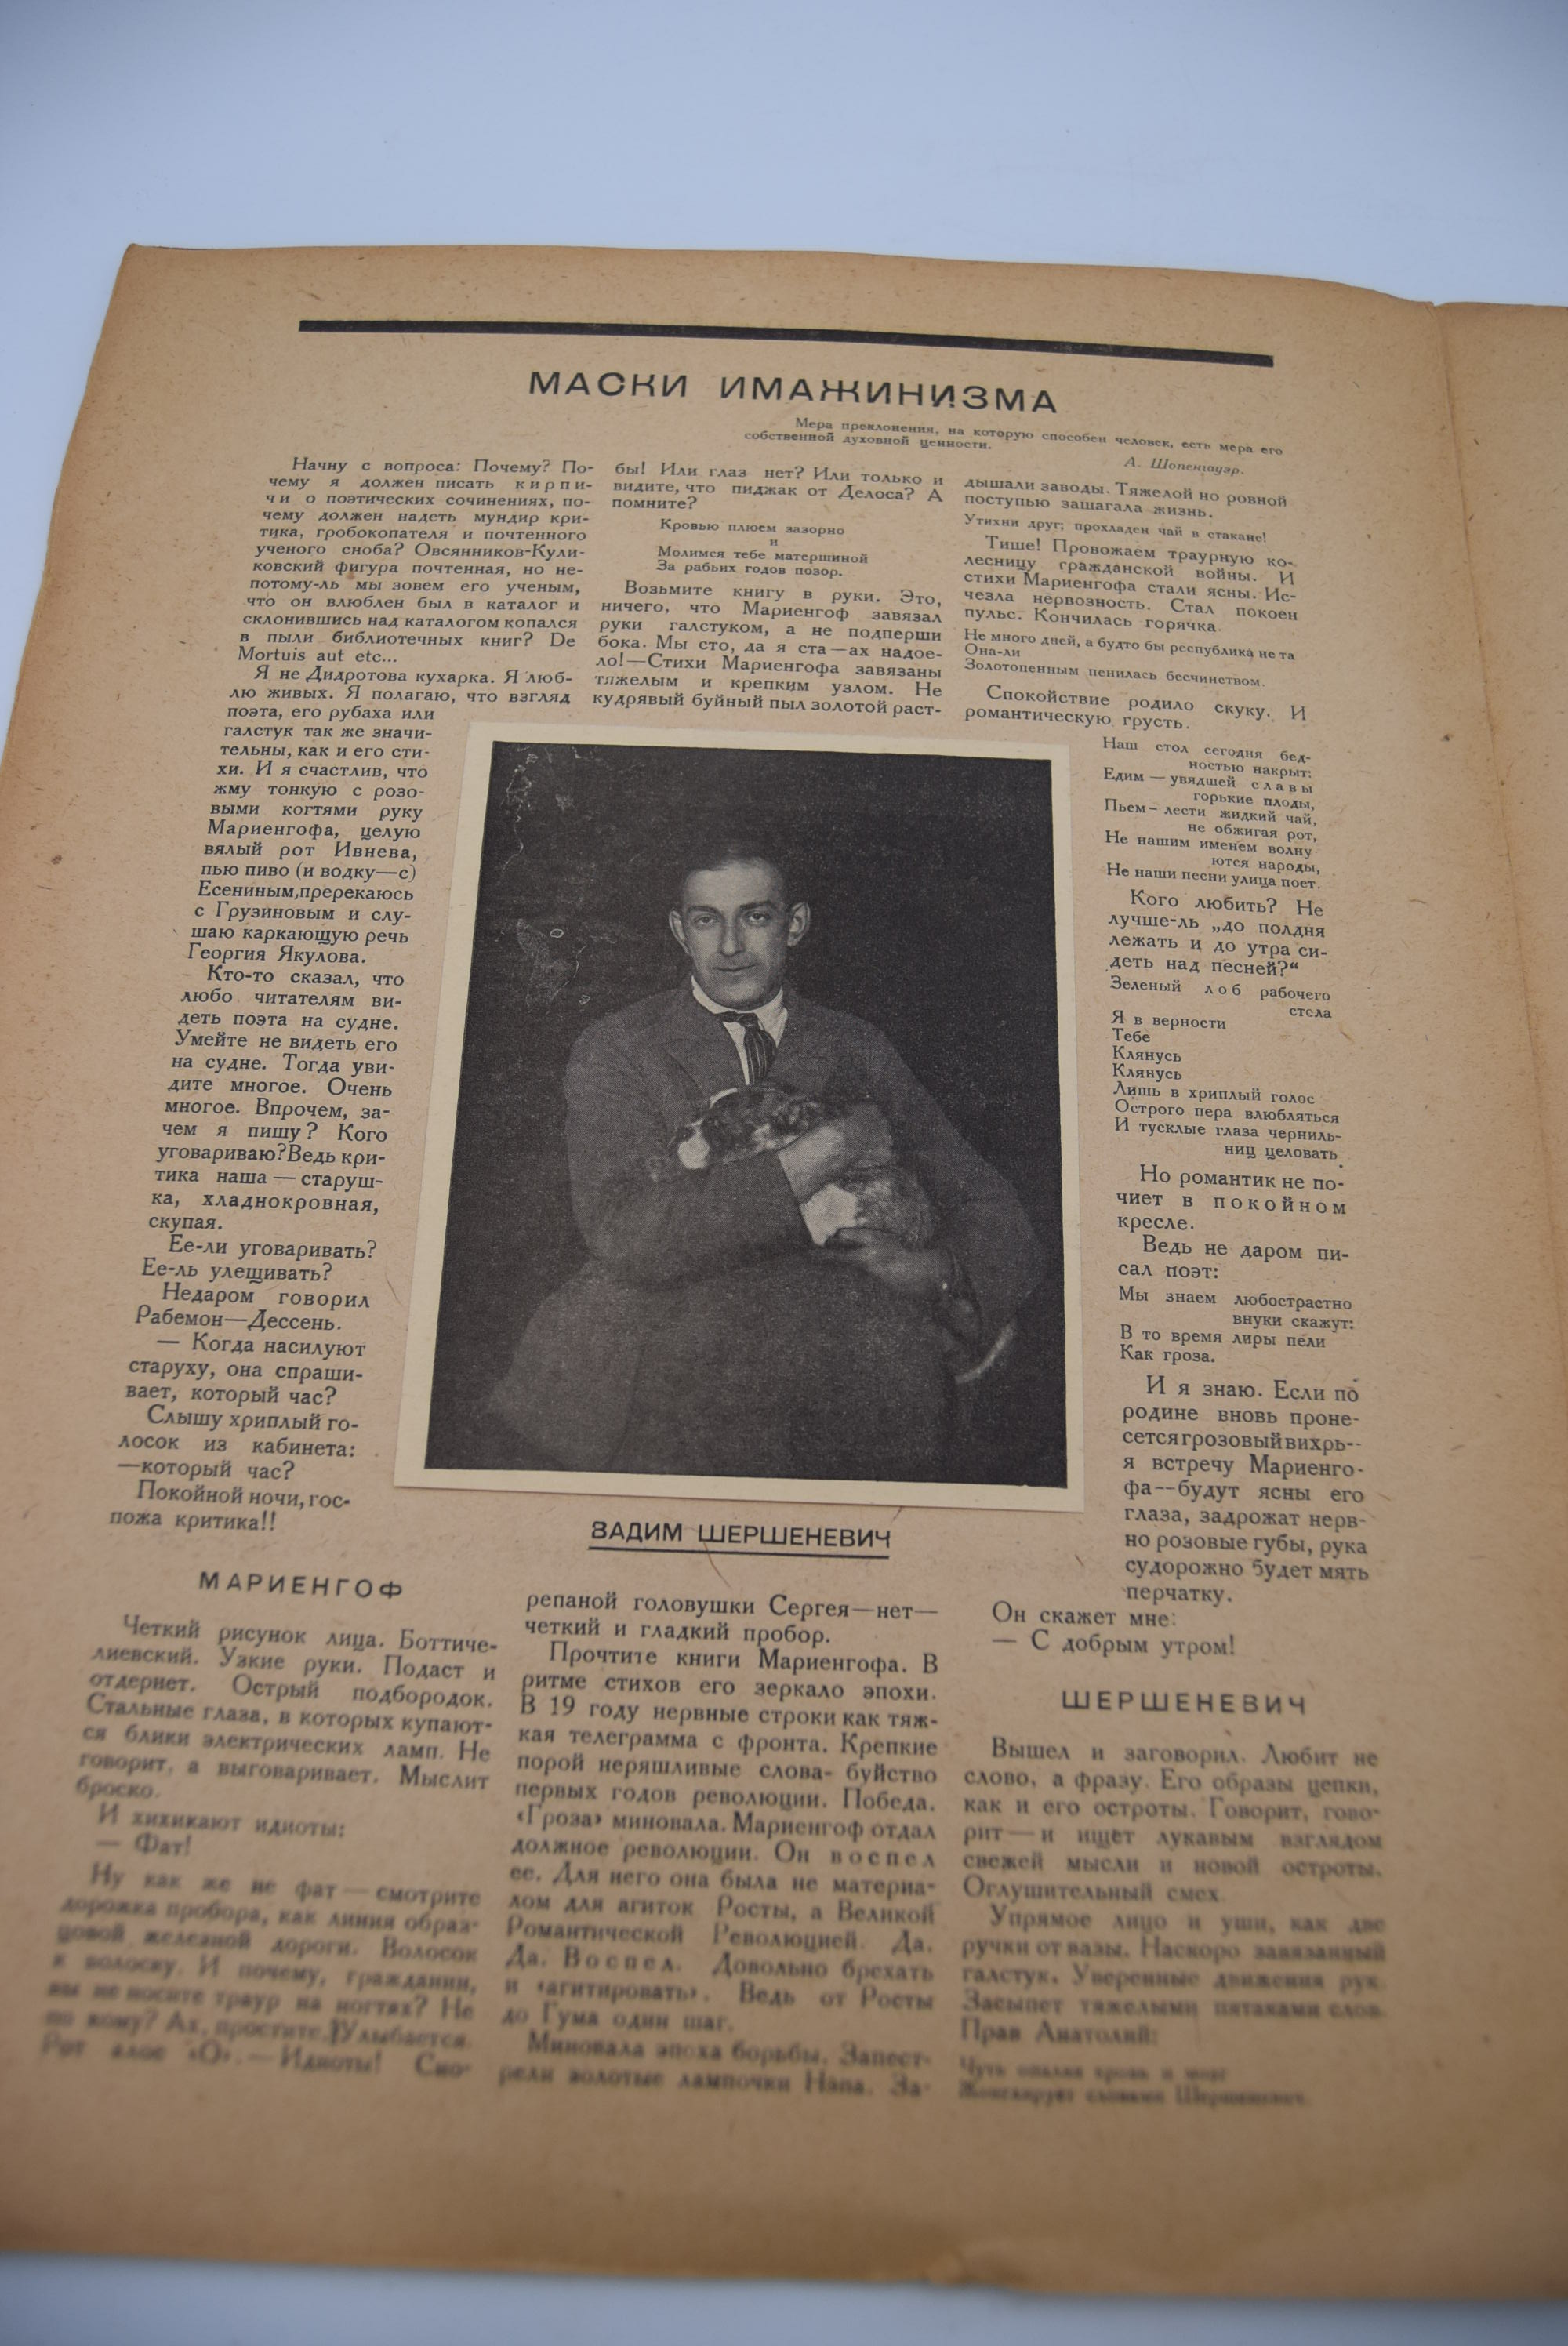 МАСКИ ИМАЖИНИЗМА
Мера преклонения, на которую способен человек, есть мера его
собственной духовной ценности.
А. Шопенгауэр.
Начну с вопроса: Почему? По-
чему я должен писать кирпи-
чи о поэтических сочинениях, по-
чему должен надеть мундир кри-
тика, гробокопателя и почтенного
ученого сноба? Овсянников-Кули-
ковский фигура почтенная, но не-
потому-ль мы зовем его ученым,
что он влюблен был в каталог и
склонившись над каталогом копался
в пыли библиотечных книг? De
Mortuis aut etc...
Я не Дидротова кухарка. Я люб-
лю живых. Я полагаю, что взгляд
поэта, его рубаха или
галстук так же значи-
тельны, как и его сти-
хи. И я счастлив, что
жму тонкую с розо-
выми когтями руку
Мариенгофа, целую
вялый рот Ивнева,
пью пиво (и водку—с)
Есениным, пререкаюсь
с Грузиновым и слу-
шаю каркающую речь
Георгия Якулова.
Кто-то сказал, что
любо читателям ви-
деть поэта на судне.
Умейте не видеть его
на судне. Тогда уви-
дите многое. Очень
многое. Впрочем, за-
чем я пишу? Кого
уговариваю? Ведь кри-
тика наша — старуш-
ка, хладнокровная,
скупая.
Ее-ли уговаривать?
Ее-ль улещивать?
Недаром говорил
Рабемон—Дессень.
— Когда насилуют
старуху, она спраши-
вает, который час?
Слышу хриплый го-
лосок из кабинета:
—который час?
Покойной ночи, гос-
пожа критика!!
МАРИЕНГОФ
Четкий рисунок лица. Боттиче-
лиевский. Узкие руки. Подаст и
отдернет. Острый подбородок.
Стальные глаза, в которых купают-
ся блики электрических ламп. Не
говорит, а выговаривает. Мыслит
броско.
И хихикают идиоты:
— Фат!
Ну как же не фат — смотрите
дорожка пробора, как линия образ-
цовой железной дороги. Волосок
к волоску. И почему, гражданин,
вы не носите траур на ногтях? Не
по кому? Ах, простите. Улыбается.
Рот алое «О». — Идиоты! Сно-
бы! Или глаз нет? Или только и
видите, что пиджак от Делоса? А
помните?
Кровью плюем зазорно
и
Молимся тебе матершиной
За рабьих годов позор.
Возьмите книгу в руки. Это,
ничего, что Мариенгоф завязал
руки галстуком, а не подперши
бока. Мы сто, да я ста—ах надое-
ло!—Стихи Мариенгофа завязаны
тяжелым и крепким узлом. Не
кудрявый буйный пыл золотой раст-
ВАДИМ ШЕРШЕНЕВИЧ
репаной головушки Сергея—нет—
четкий и гладкий пробор.
Прочтите книги Мариенгофа. В
ритме стихов его зеркало эпохи.
В 19 году нервные строки как тяж-
кая телеграмма с фронта. Крепкие
порой неряшливые слова- буйство
первых годов революции. Победа.
«Гроза» миновала. Мариенгоф отдал
должное революции. Он воспел
ее. Для него она была не материа-
лом для агиток Росты, а Великой
Романтической Революцией. Да.
Да. Воспел. Довольно брехать
и «агитировать». Ведь от Росты
до Гума один шаг.
Миновала эпоха борьбы. Запест-
рели золотые лампочки Нэпа. За-
дышали заводы. Тяжелой но ровной
поступью зашагала жизнь.
Утихни друг; прохладен чай в стакане!
Тише! Провожаем траурную ко-
лесницу гражданской войны. И
стихи Мариенгофа стали ясны. Ис-
чезла нервозность. Стал покоен
пульс. Кончилась горячка.
Не много дней, а будто бы республика не та
Она-ли
Золотопенным пенилась бесчинством.
Спокойствие родило скуку. И
романтическую грусть.
Наш стол сегодня бед-
ностью накрыт:
Едим — увядшей славы
горькие плоды,
Пьем— лести жидкий чай,
не обжигая рот,
Не нашим именем волну
ются народы,
Не наши песни улица поет.
Кого любить? Не
лучше-ль „до полдня
лежать и до утра си-
деть над песней?“
Зеленый лоб рабочего
стола
Я в верности
Тебе
Клянусь
Клянусь
Лишь в хриплый голос
Острого пера влюбляться
И тусклые глаза черниль-
ниц целовать.
Но романтик не по-
чиет в покойном
кресле.
Ведь не даром пи-
сал поэт:
Мы знаем любострастно
внуки скажут:
В то время лиры пели
Как гроза.
И я знаю. Если по
родине вновь проне-
сется грозовый вихрь--
я встречу Мариенго-
фа--будут ясны его
глаза, задрожат нерв-
но розовые губы, рука
судорожно будет мять
перчатку.
Он скажет мне:
— С добрым утром!
ШЕРШЕНЕВИЧ
Вышел и заговорил. Любит не
слово, а фразу. Его образы цепки,
как и его остроты. Говорит, гово-
рит — и ищет лукавым взглядом
свежей мысли и новой остроты.
Оглушительный смех.
Упрямое лицо и уши, как две
ручки от вазы. Наскоро завязанный
галстук. Уверенные движения рук.
Засыпет тяжелыми пятаками слов.
Прав Анатолий:
Чуть опаляя кровь и мозг
Жонглирует словами Шершеневич.